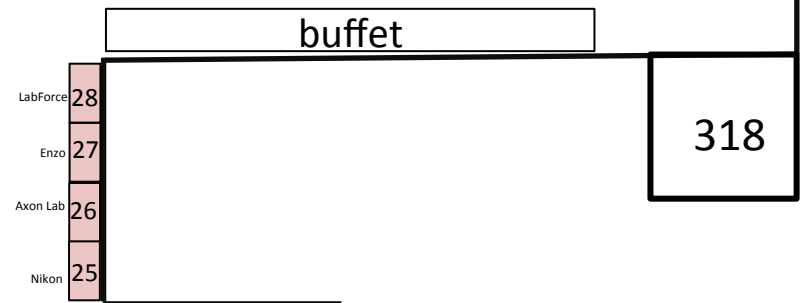 buffet
LabForce 28
Enzo 27
318
Axon Lab 26
Nikon 25